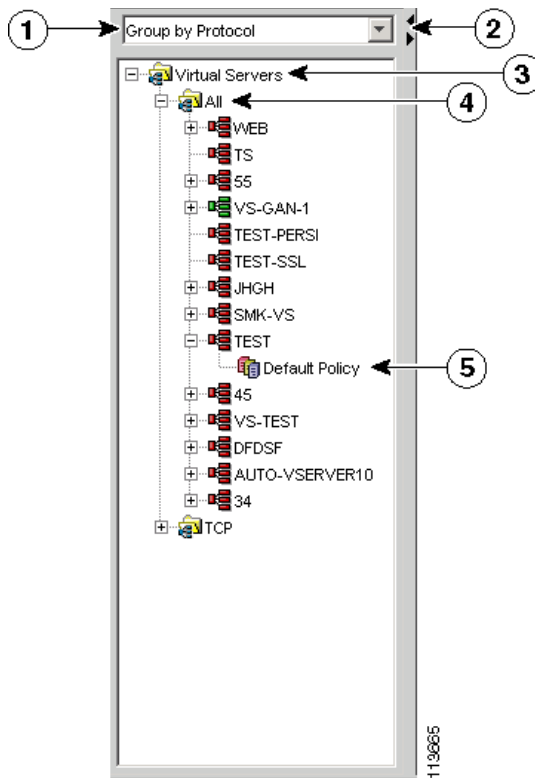 1
Group by Protocol
2
Virtual Servers
3
All
4
WEB
TS
55
VS-GAN-1
TEST-PERSI
TEST-SSL
JHGH
SMK-VS
TEST
Default Policy
5
45
VS-TEST
DFDSF
AUTO-VSERVER10
34
TCP
113665